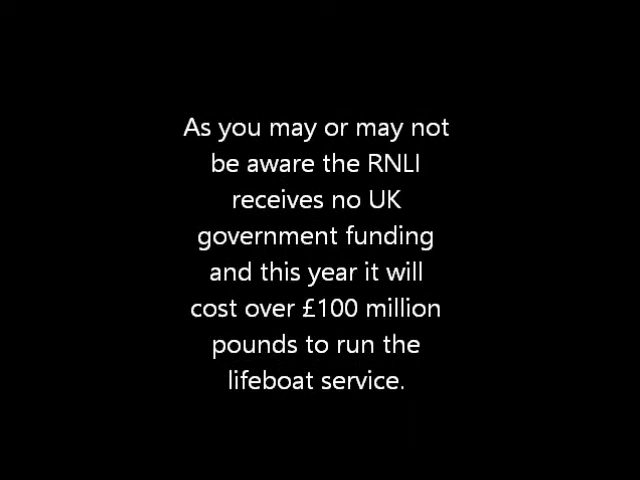 As you may or may not
be aware the RNLI
receives no UK
government funding
and this year it will
cost over £100 million
pounds to run the
lifeboat service.